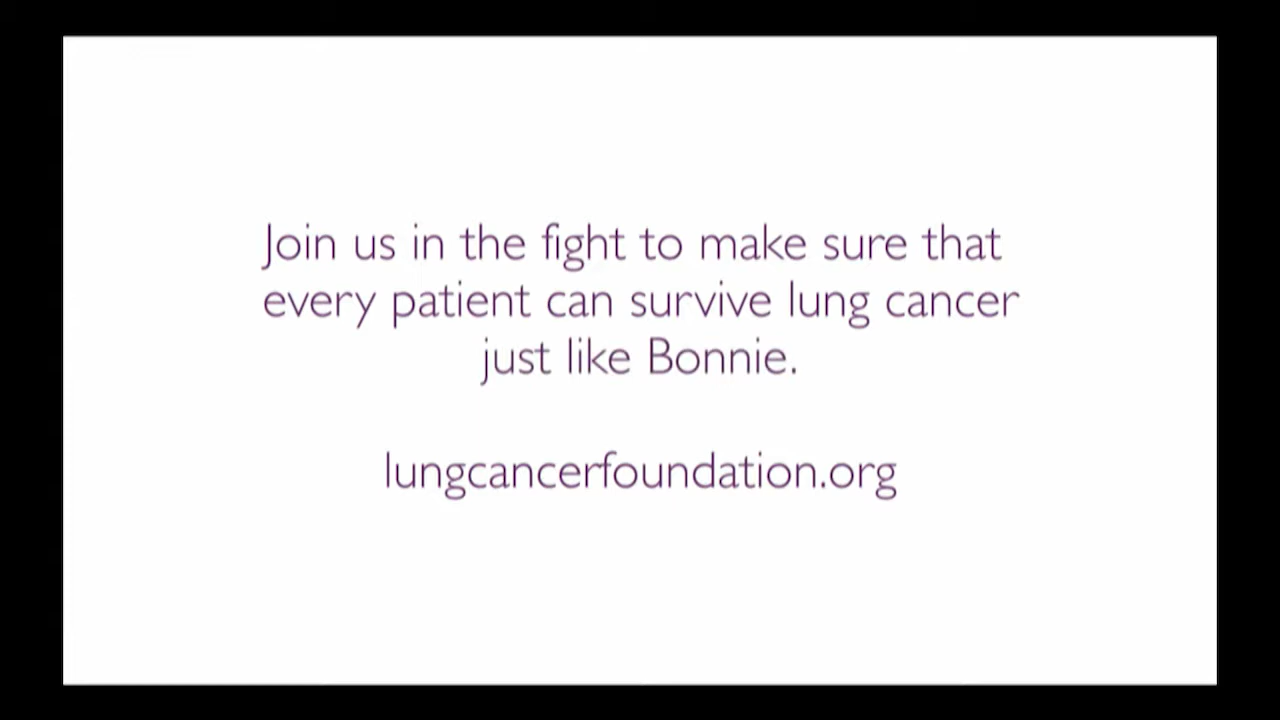 Join us in the fight to make sure that
every patient can survive lung cancer
just like Bonnie.
lungcancerfoundation.org